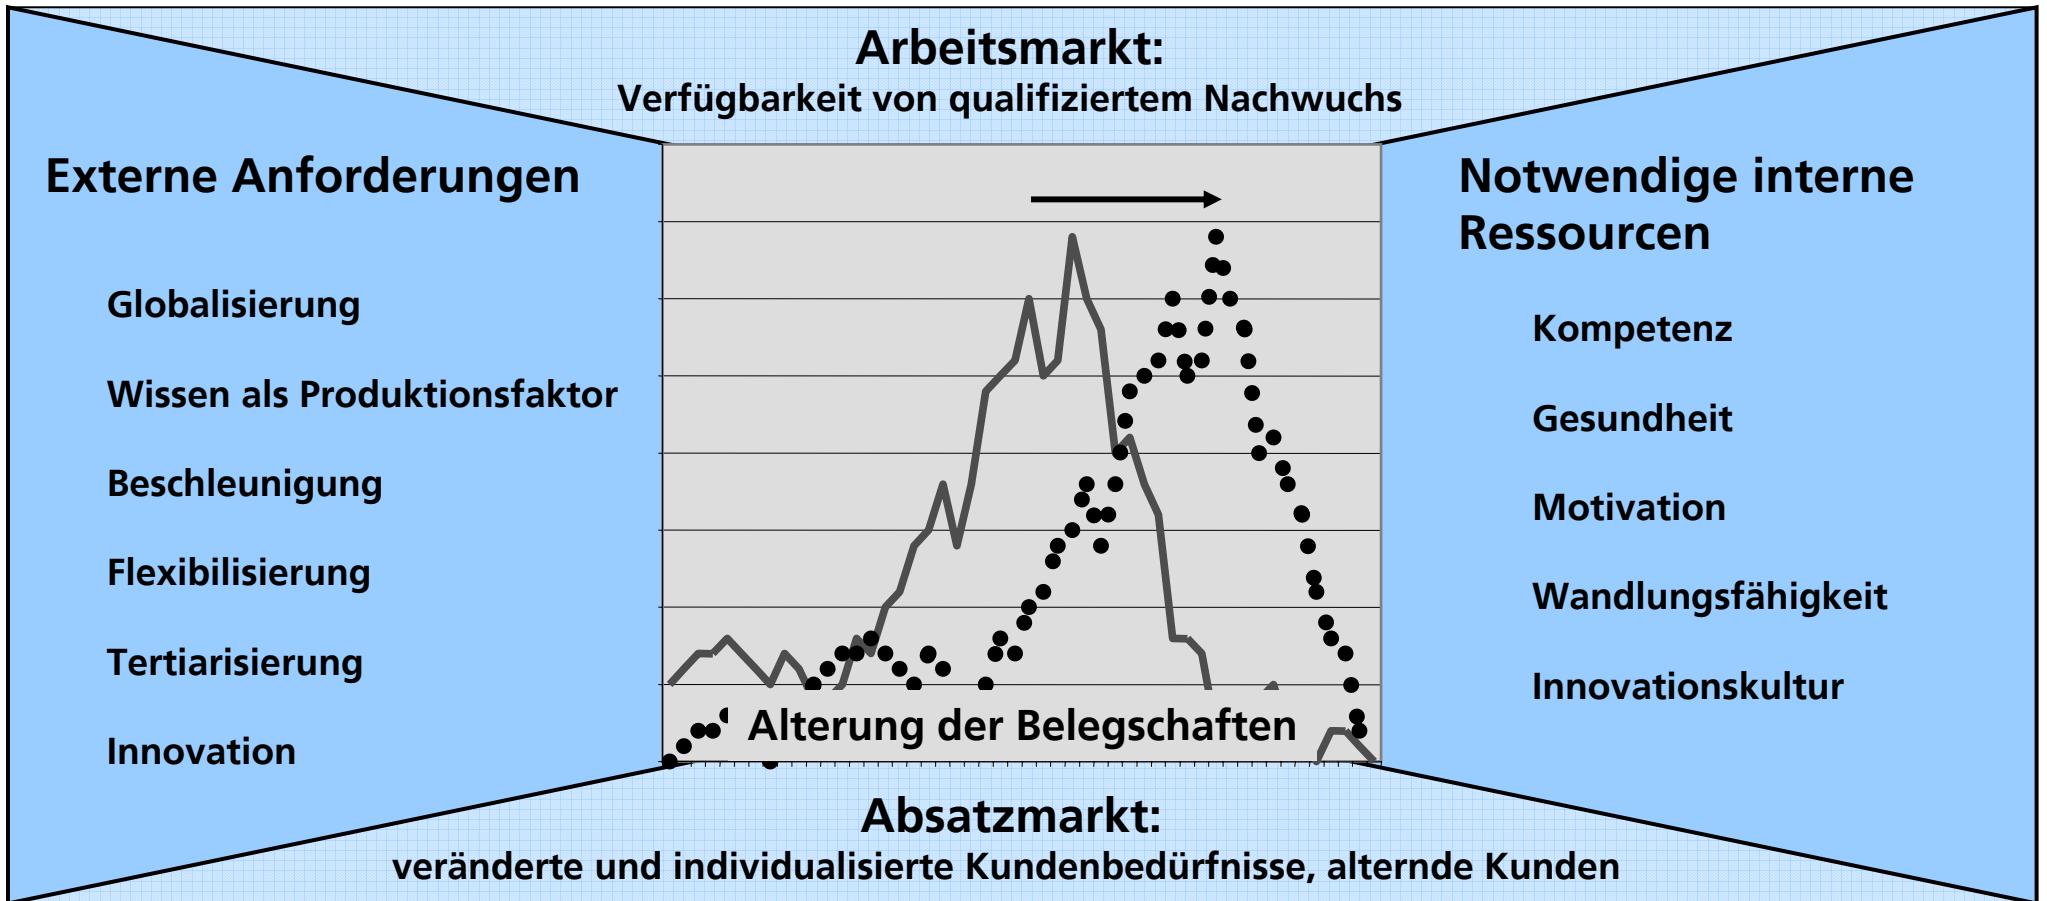 Arbeitsmarkt:
Verfügbarkeit von qualifiziertem Nachwuchs
Externe Anforderungen
Globalisierung
Wissen als Produktionsfaktor
Beschleunigung
Flexibilisierung
Tertiarisierung
Innovation
Alterung der Belegschaften
Notwendige interne
Ressourcen
Kompetenz
Gesundheit
Motivation
Wandlungsfähigkeit
Innovationskultur
Absatzmarkt:
veränderte und individualisierte Kundenbedürfnisse, alternde Kunden